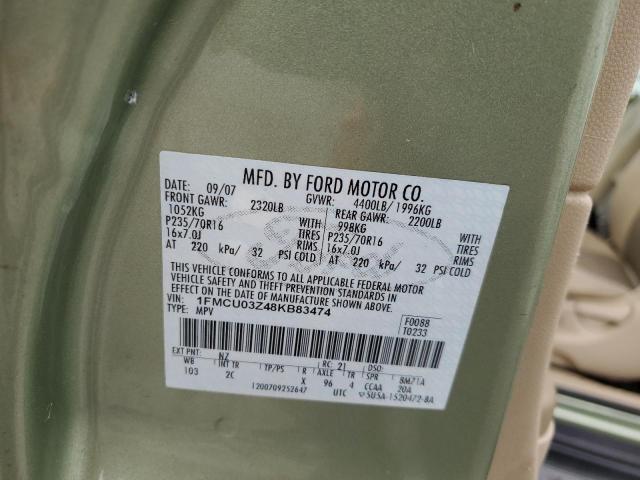 MFD. BY FORD MOTOR CO.
DATE: 09/07 GVWR: 4400LB/ 1996KG
FRONT GAWR: 2320LB REAR GAWR: 2200LB
1052KG WITH 998KG WITH
P235/70R16 TIRES P235/70R16 TIRES
16x7.0J RIMS 16x7.0J RIMS
AT 220 kPa/ 32 PSI COLD AT 220 kPa/ 32 PSI COLD
THIS VEHICLE CONFORMS TO ALL APPLICABLE FEDERAL MOTOR
VEHICLE SAFETY AND THEFT PREVENTION STANDARDS IN
EFFECT ON THE DATE OF MANUFACTURE SHOWN ABOVE.
VIN: 1FMCU03Z48KB83474 F0088
TYPE: MPV T0233
EXT PNT: NZ RC: 21 DSO:
WB INT TR TP/PS R AXLE TR SPR
103 2C X 96 4 CCAA 20A
1200709252647 UTC 5U5A-1520472-BA
Ford